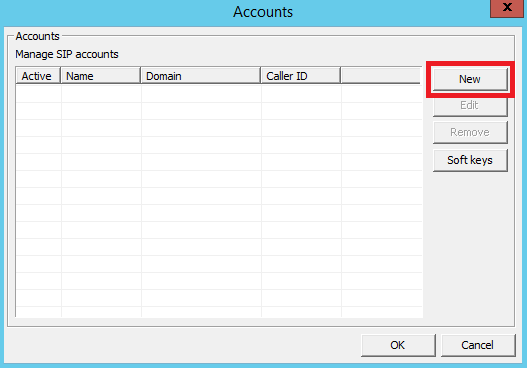 Accounts
x
Accounts
Manage SIP accounts
Active Name Domain Caller ID
New
Edit
Remove
Soft keys
OK Cancel